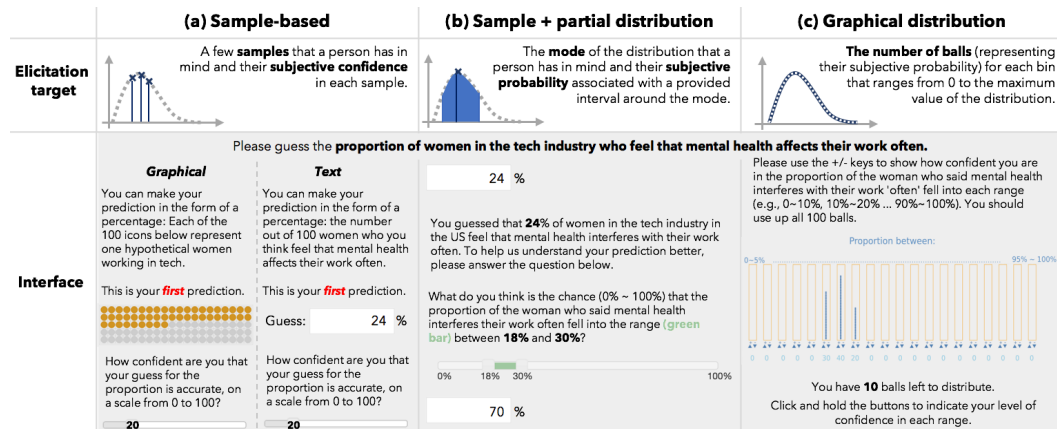 (a) Sample-based
(b) Sample + partial distribution
(c) Graphical distribution
Elicitation
target
A few samples that a person has in
mind and their subjective confidence
in each sample.
The mode of the distribution that a
person has in mind and their subjective
probability associated with a provided
interval around the mode.
The number of balls (representing
their subjective probability) for each bin
that ranges from 0 to the maximum
value of the distribution.
Interface
Please guess the proportion of women in the tech industry who feel that mental health affects their work often.
Graphical
You can make your
prediction in the form of a
percentage: Each of the
100 icons below represent
one hypothetical women
working in tech.
This is your first prediction.
How confident are you that
your guess for the
proportion is accurate, on
a scale from 0 to 100?
20
Text
You can make your
prediction in the form of a
percentage: the number
out of 100 women who you
think feel that mental health
affects their work often.
This is your first prediction.
Guess: 24 %
How confident are you that
your guess for the
proportion is accurate, on
a scale from 0 to 100?
20
24 %
You guessed that 24% of women in the tech industry in
the US feel that mental health interferes with their work
often. To help us understand your prediction better,
please answer the question below.
What do you think is the chance (0% ~ 100%) that the
proportion of the woman who said mental health
interferes their work often fell into the range (green
bar) between 18% and 30%?
0% 18% 30% 100%
70 %
Please use the +/- keys to show how confident you are
in the proportion of the woman who said mental health
interferes with their work 'often' fell into each range
(e.g., 0~10%, 10%~20% ... 90%~100%). You should
use up all 100 balls.
Proportion between:
0~5% 95% ~ 100%
0 0 0 0 0 30 40 20 0 0 0 0 0 0 0 0 0 0 0 0
You have 10 balls left to distribute.
Click and hold the buttons to indicate your level of
confidence in each range.